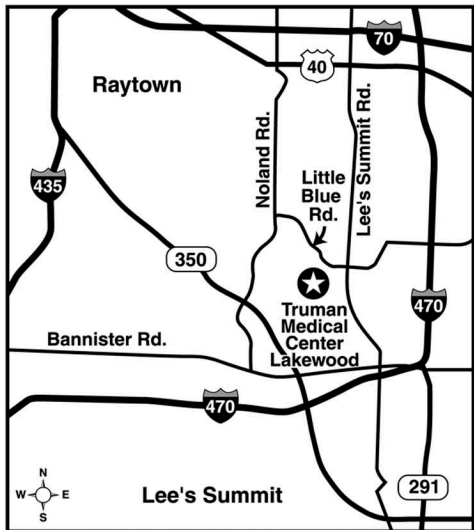 70
40
Raytown
Noland Rd.
Lee's Summit Rd.
Little
Blue
Rd.
435
350
Truman
Medical
Center
Lakewood
470
Bannister Rd.
470
N
W E
S
Lee's Summit
291